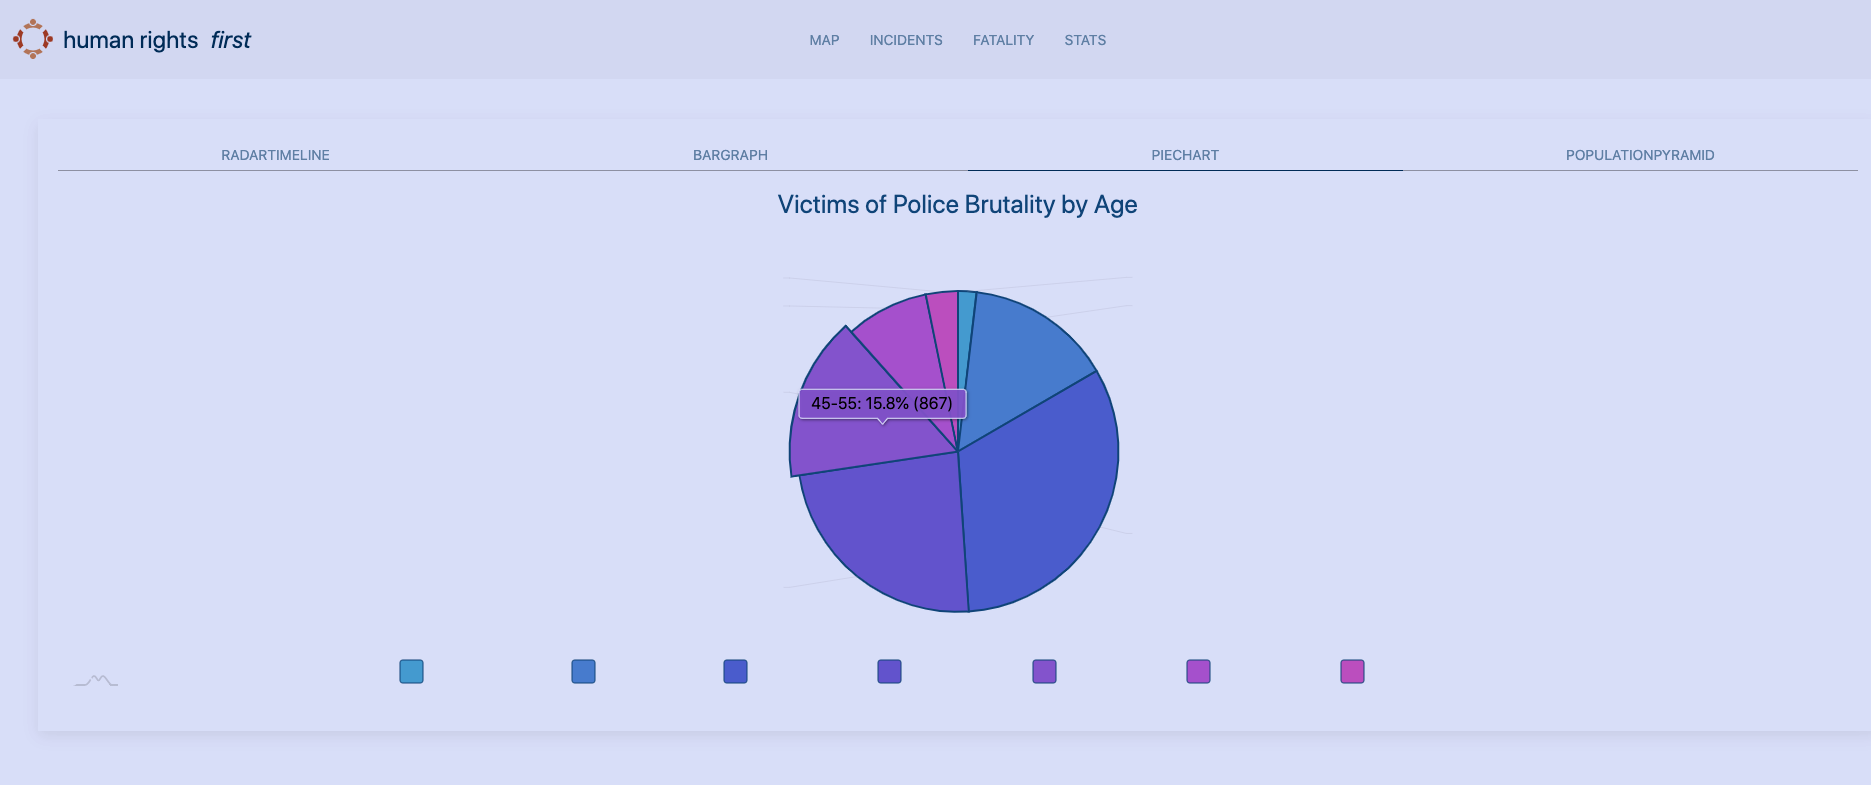 human rights first
MAP INCIDENTS FATALITY STATS
RADARTIMELINE BARGRAPH PIECHART POPULATIONPYRAMID
Victims of Police Brutality by Age
45-55: 15.8% (867)